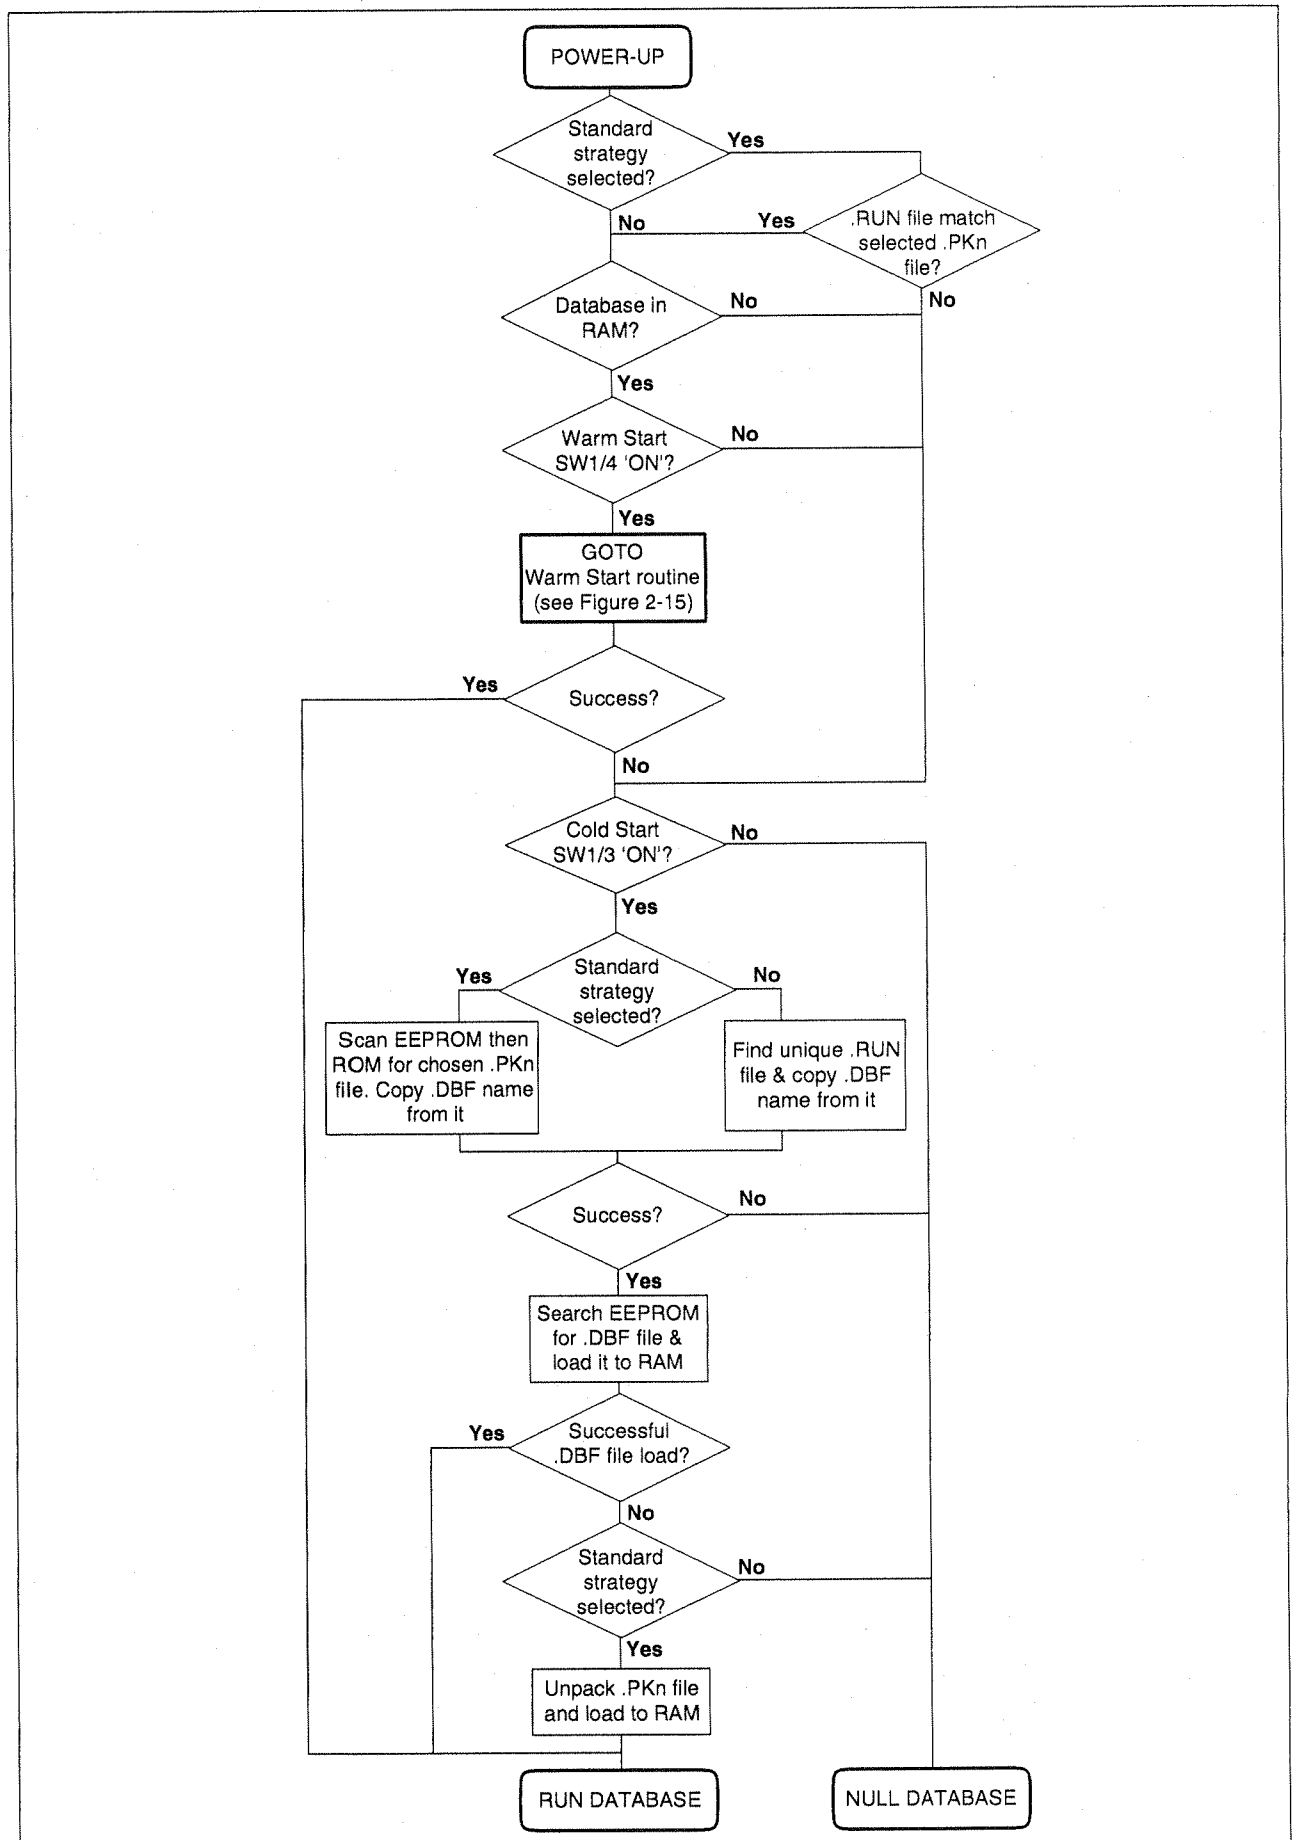 POWER-UP
Standard
strategy
selected?
Yes
No
Yes
.RUN file match
selected .PKn
file?
No
Database in
RAM?
No
Yes
Warm Start
SW1/4 'ON'?
No
Yes
GOTO
Warm Start routine
(see Figure 2-15)
Yes
Success?
No
Cold Start
SW1/3 'ON'?
No
Yes
Yes
Standard
strategy
selected?
No
Scan EEPROM then
ROM for chosen .PKn
file. Copy .DBF name
from it
Find unique .RUN
file & copy .DBF
name from it
Success?
No
Yes
Search EEPROM
for .DBF file &
load it to RAM
Yes
Successful
.DBF file load?
No
Standard
strategy
selected?
No
Yes
Unpack .PKn file
and load to RAM
RUN DATABASE
NULL DATABASE